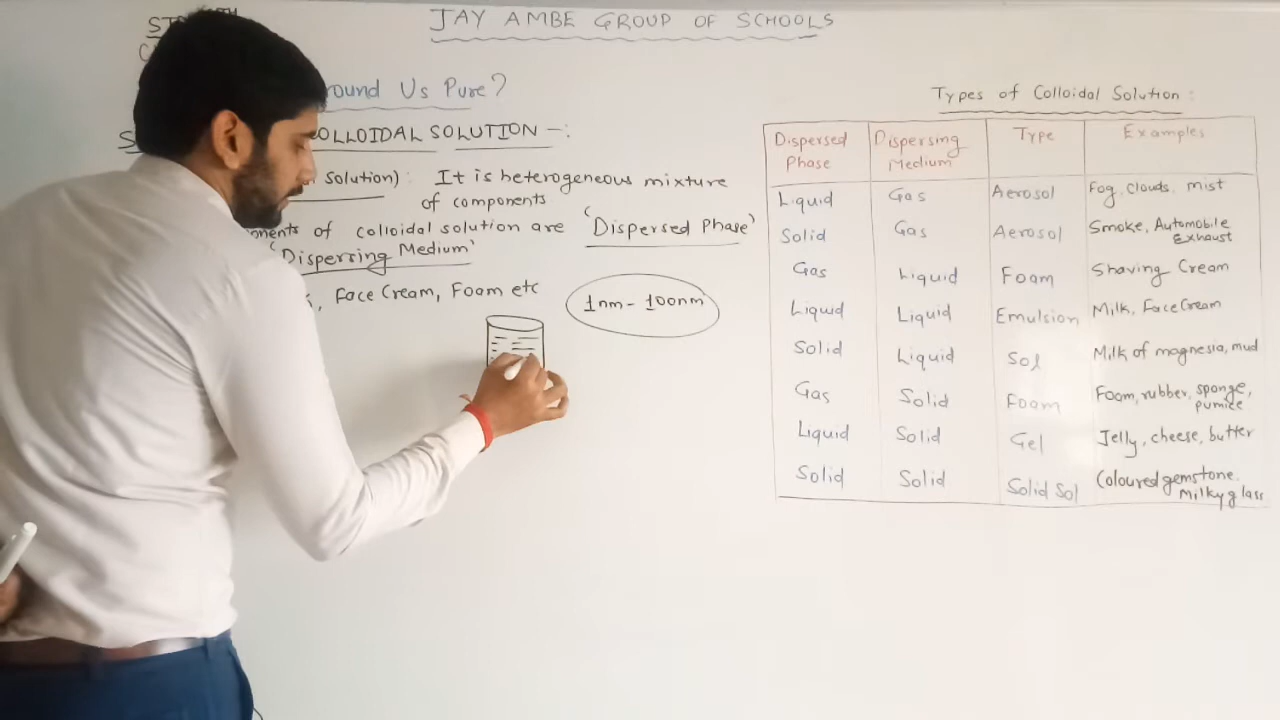 JAY AMBE GROUP OF SCHOOLS
Us Pure?
COLLOIDAL SOLUTION -:
Solution): It is heterogeneous mixture
of components
of colloidal solution are 'Dispersed Phase'
'Dispersing Medium'
, Face Cream, Foam etc
1nm - 100nm
Types of Colloidal Solution :
Dispersed Phase Dispersing Medium Type Examples
Liquid Gas Aerosol Fog, clouds, mist
Solid Gas Aerosol Smoke, Automobile Exhaust
Gas Liquid Foam Shaving Cream
Liquid Liquid Emulsion Milk, Face Cream
Solid Liquid Sol Milk of magnesia, mud
Gas Solid Foam Foam, rubber, sponge, pumice
Liquid Solid Gel Jelly, cheese, butter
Solid Solid Solid Sol Coloured gemstone, Milky glass